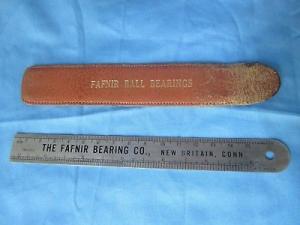 FAFNIR BALL BEARINGS
THE FAFNIR BEARING CO., NEW BRITAIN, CONN